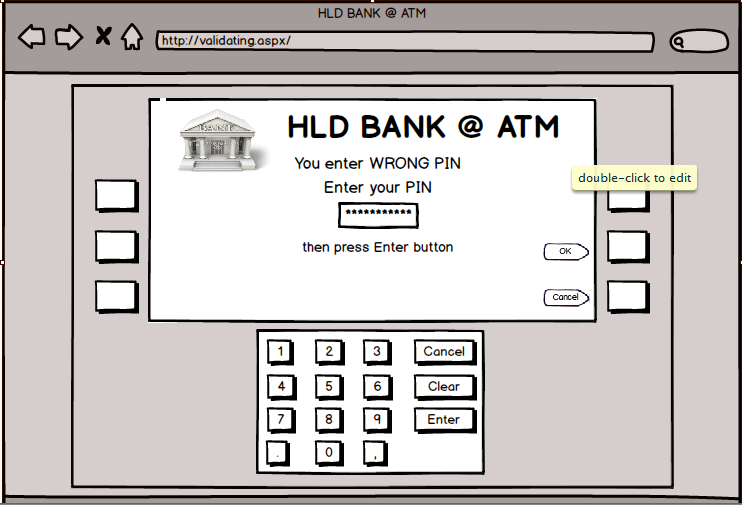 HLD BANK @ ATM
http://validating.aspx/
BANK
HLD BANK @ ATM
You enter WRONG PIN
Enter your PIN
double-click to edit
***********
then press Enter button
OK
Cancel
1 2 3 Cancel
4 5 6 Clear
7 8 9 Enter
. 0 ,